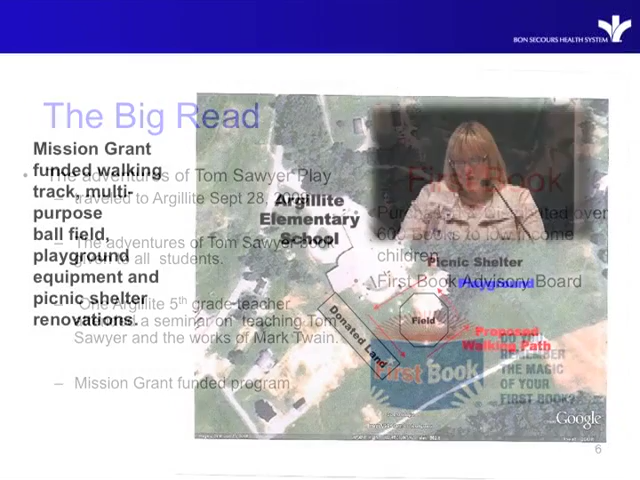 BON SECOURS HEALTH SYSTEM
The Big Read
Mission Grant
funded walking
track, multi-
purpose
ball field,
playground
equipment and
picnic shelter
renovations.
• The adventures of Tom Sawyer Play
– traveled to Argillite Sept 28,
– The adventures of Tom Sawyer book
given to all students.
– One Argillite 5th grade teacher
a seminar on teaching Tom
Sawyer and the works of Mark Twain.
– Mission Grant funded program
Argillite
Elementary
School
First Book
over
Books to low income
children
First Book Advisory Board
Picnic Shelter
Playground
Field
Donated Land
Proposed
Walking Path
First Book
DO YOU
REMEMBER
THE MAGIC
OF YOUR
FIRST BOOK?
Google
6